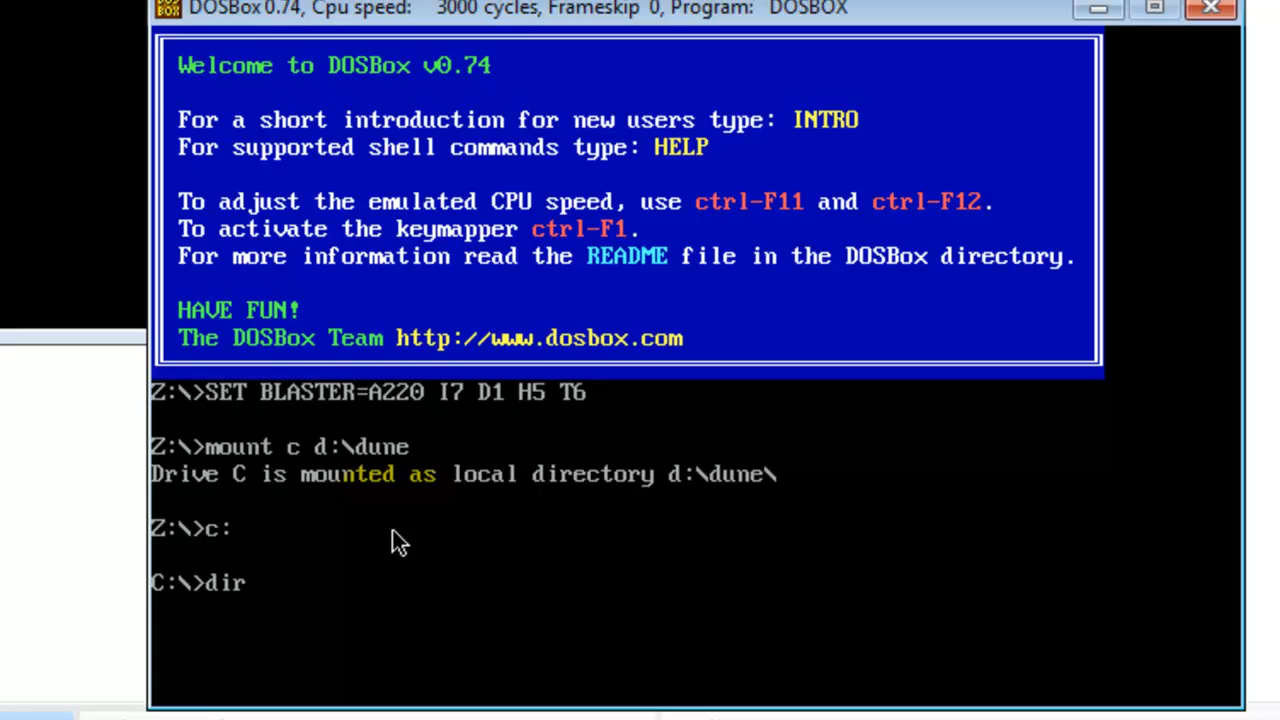 DOSBox 0.74, Cpu speed: 3000 cycles, Frameskip 0, Program: DOSBOX
Welcome to DOSBox v0.74
For a short introduction for new users type: INTRO
For supported shell commands type: HELP
To adjust the emulated CPU speed, use ctrl-F11 and ctrl-F12.
To activate the keymapper ctrl-F1.
For more information read the README file in the DOSBox directory.
HAVE FUN!
The DOSBox Team http://www.dosbox.com
Z:\>SET BLASTER=A220 I7 D1 H5 T6
Z:\>mount c d:\dune
Drive C is mounted as local directory d:\dune\
Z:\>c:
C:\>dir